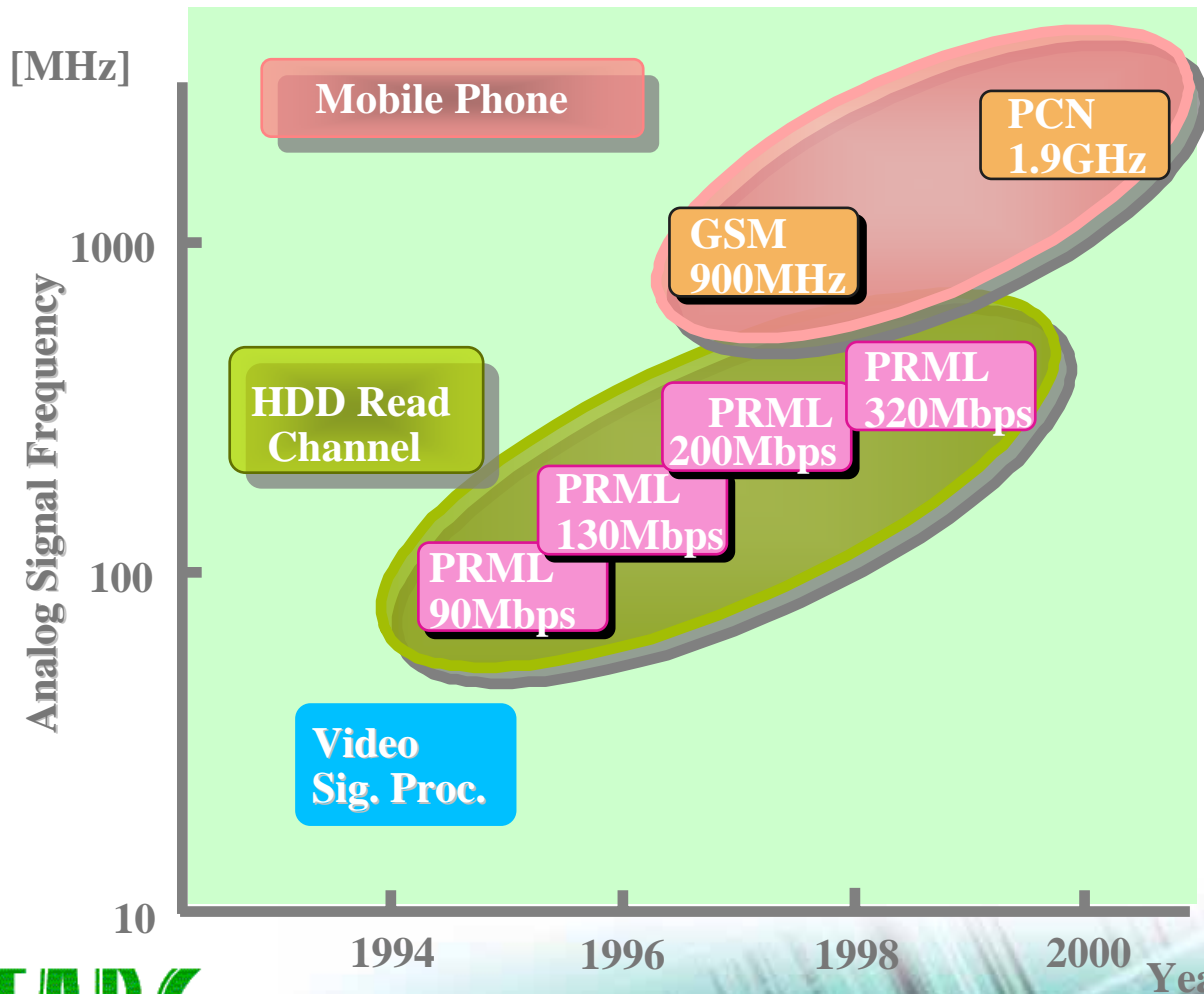 [MHz]
Mobile Phone
PCN
1.9GHz
GSM
900MHz
1000
Analog Signal Frequency
HDD Read
Channel
PRML
320Mbps
PRML
200Mbps
PRML
130Mbps
PRML
90Mbps
100
Video
Sig. Proc.
10
1994
1996
1998
2000